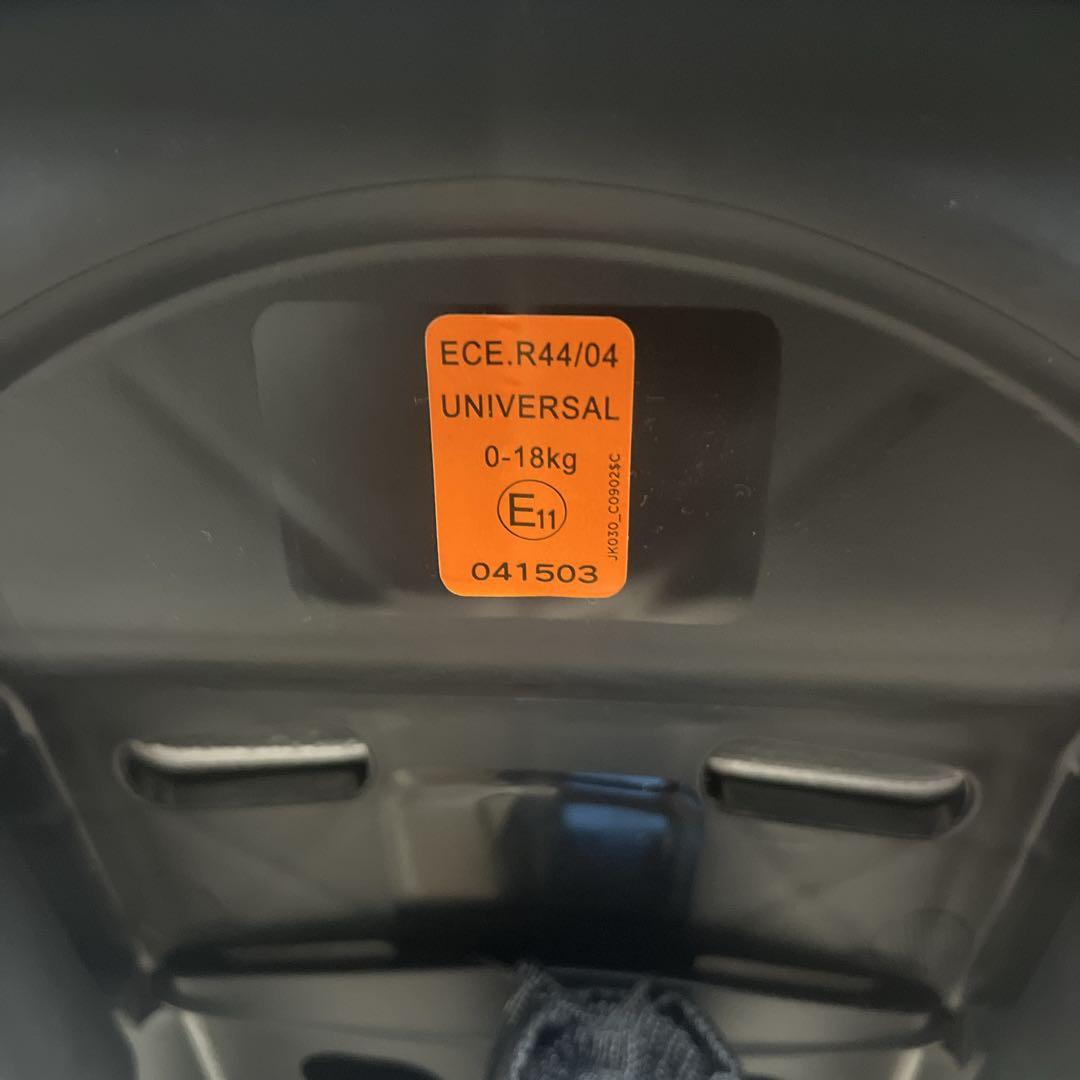 ECE.R44/04
UNIVERSAL
0-18kg
E11
041503
JK030_C0902$C